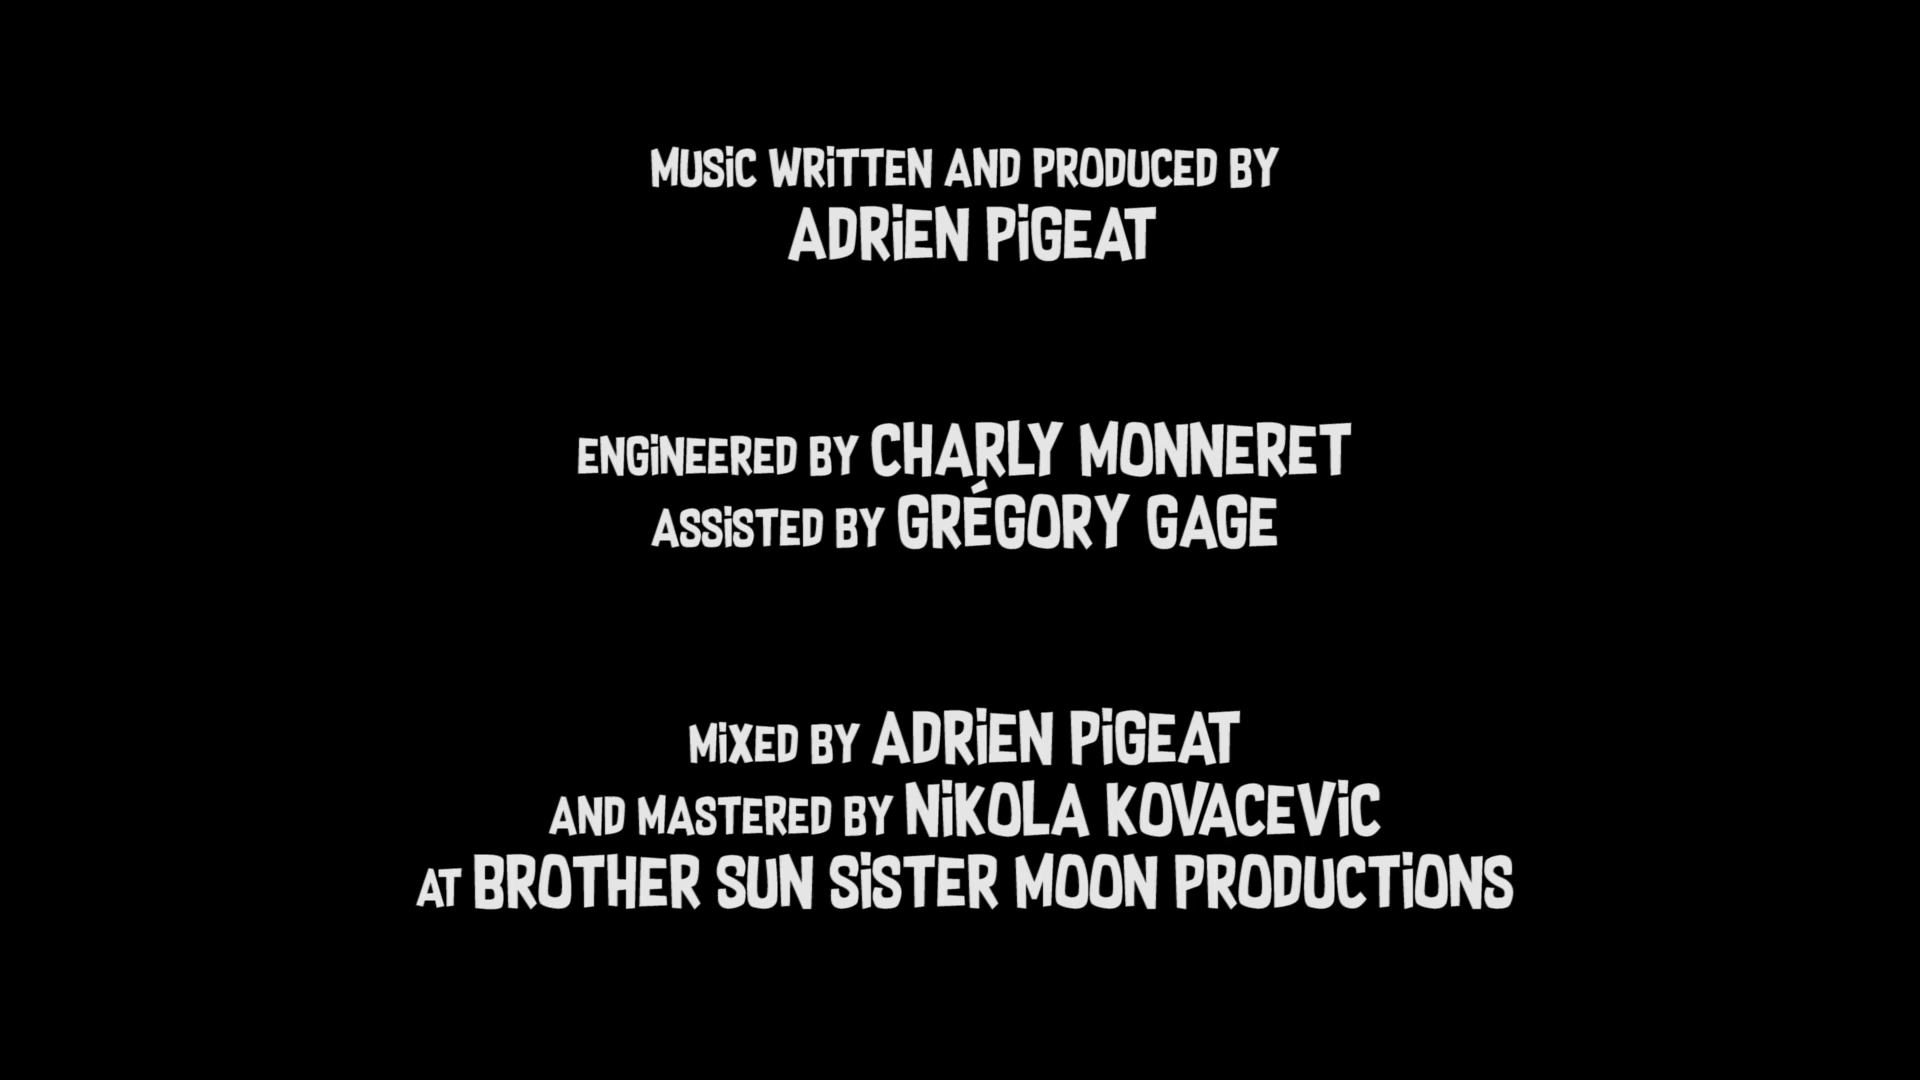 MUSiC WRiTTEN AND PRODUCED BY
ADRiEN PiGEAT
ENGiNEERED BY CHARLY MONNERET
ASSiSTED BY GRÉGORY GAGE
MiXED BY ADRiEN PiGEAT
AND MASTERED BY NiKOLA KOVACEViC
AT BROTHER SUN SiSTER MOON PRODUCTiONS